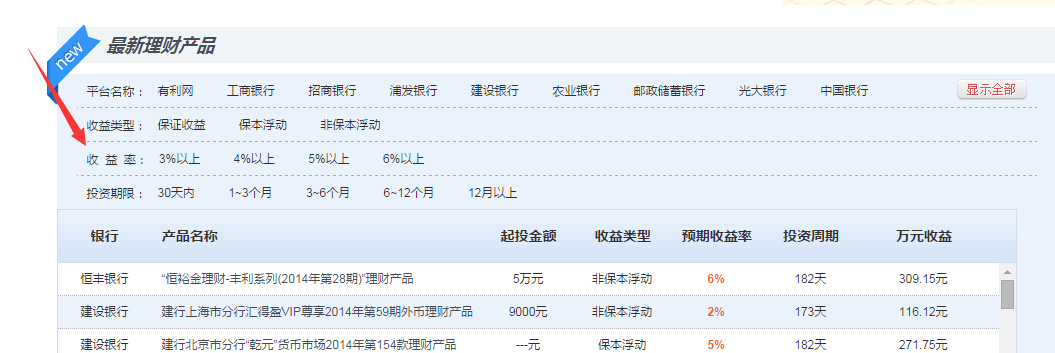 new
最新理财产品
平台名称： 有利网 工商银行 招商银行 浦发银行 建设银行 农业银行 邮政储蓄银行 光大银行 中国银行 显示全部
收益类型： 保证收益 保本浮动 非保本浮动
收 益 率： 3%以上 4%以上 5%以上 6%以上
投资期限： 30天内 1~3个月 3~6个月 6~12个月 12月以上
银行 产品名称 起投金额 收益类型 预期收益率 投资周期 万元收益
恒丰银行 “恒裕金理财-丰利系列(2014年第28期)”理财产品 5万元 非保本浮动 6% 182天 309.15元
建设银行 建行上海市分行汇得盈VIP尊享2014年第59期外币理财产品 9000元 非保本浮动 2% 173天 116.12元
建设银行 建行北京市分行“乾元”货币市场2014年第154款理财产品 ---元 保本浮动 5% 182天 271.75元